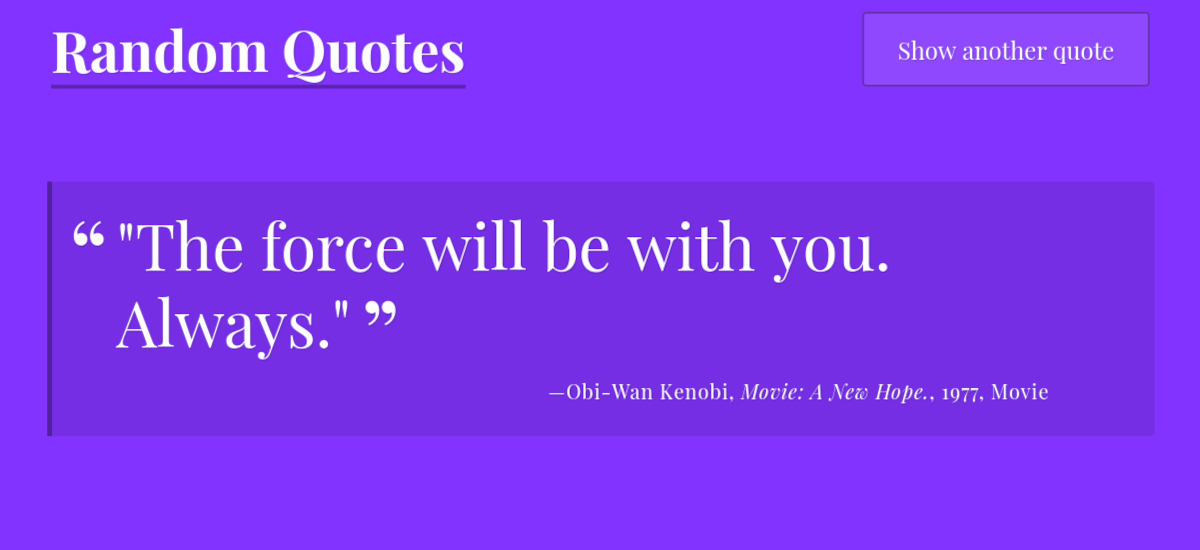 Random Quotes
Show another quote
“ "The force will be with you.
Always." ”
—Obi-Wan Kenobi, Movie: A New Hope., 1977, Movie